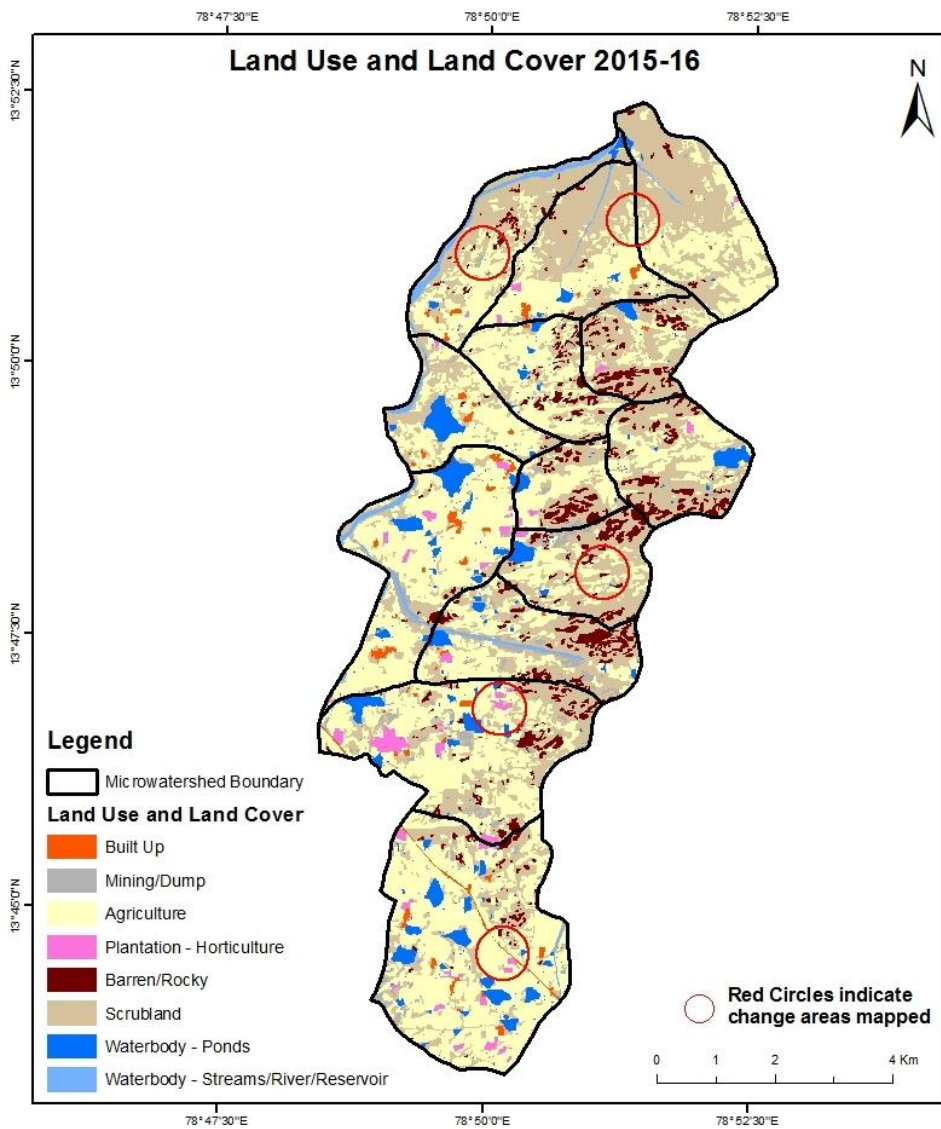 78°47'30"E 78°50'0"E 78°52'30"E
Land Use and Land Cover 2015-16
N
13°52'30"N
13°50'0"N
13°47'30"N
13°45'0"N
Legend
Microwatershed Boundary
Land Use and Land Cover
Built Up
Mining/Dump
Agriculture
Plantation - Horticulture
Barren/Rocky
Scrubland
Waterbody - Ponds
Waterbody - Streams/River/Reservoir
Red Circles indicate
change areas mapped
0 1 2 4 Km
78°47'30"E 78°50'0"E 78°52'30"E